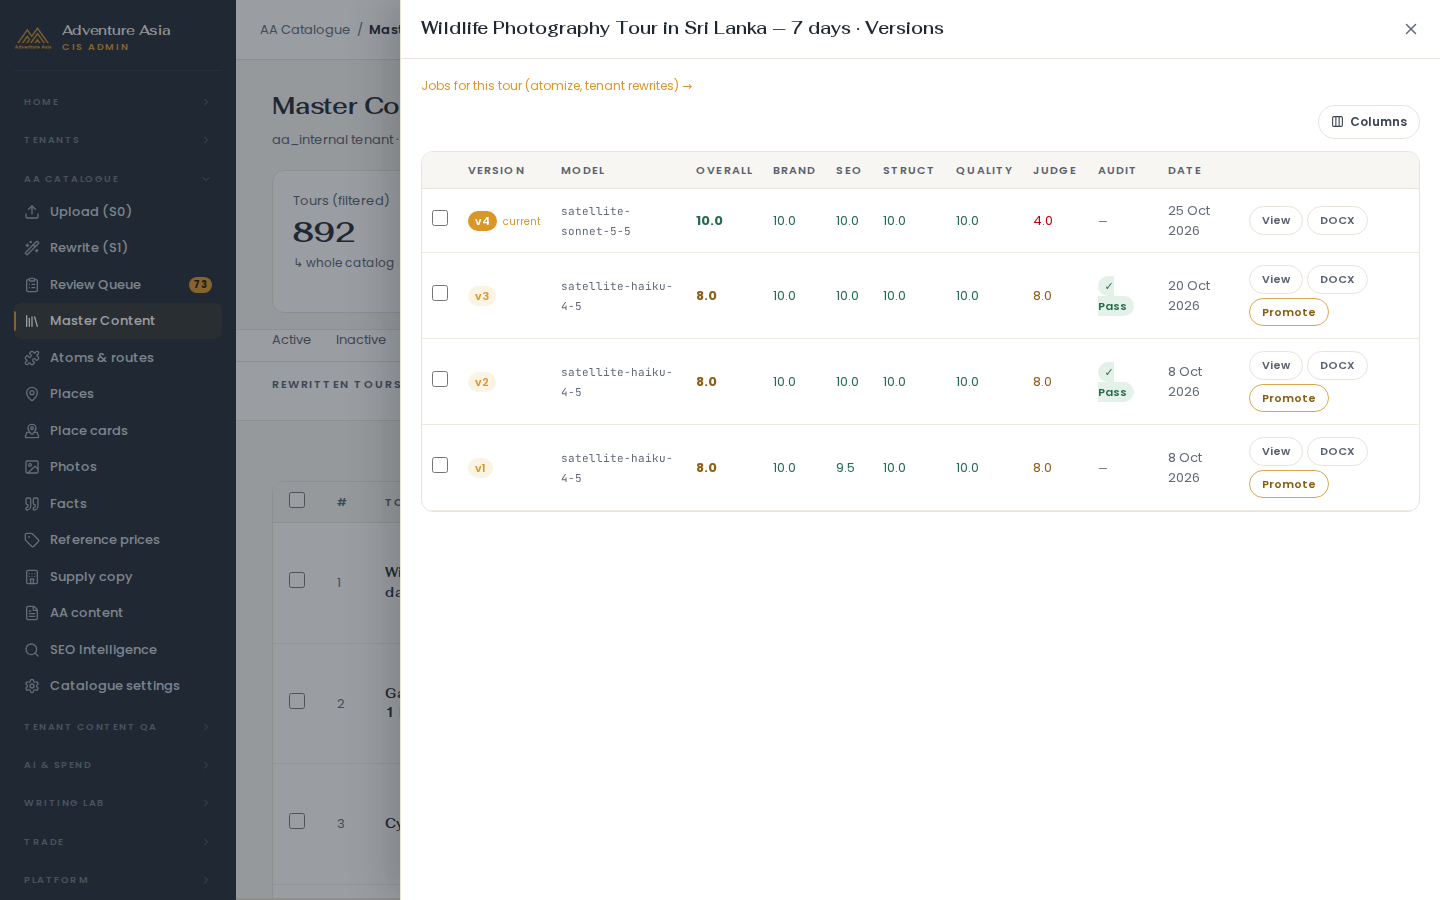 Adventure Asia
CIS ADMIN
HOME
TENANTS
AA CATALOGUE
Upload (S0)
Rewrite (S1)
Review Queue 73
Master Content
Atoms & routes
Places
Place cards
Photos
Facts
Reference prices
Supply copy
AA content
SEO Intelligence
Catalogue settings
TENANT CONTENT QA
AI & SPEND
WRITING LAB
TRADE
PLATFORM
AA Catalogue / Mast
Master Co
aa_internal tenant ·
Tours (filtered)
892
↳ whole catalog
Active Inactive
REWRITTEN TOURS
# TO
1 Wi
da
2 Ga
1
3 Cy
Wildlife Photography Tour in Sri Lanka — 7 days · Versions
Jobs for this tour (atomize, tenant rewrites) →
Columns
VERSION MODEL OVERALL BRAND SEO STRUCT QUALITY JUDGE AUDIT DATE
v4 current satellite-sonnet-5-5 10.0 10.0 10.0 10.0 10.0 4.0 — 25 Oct 2026 View DOCX
v3 satellite-haiku-4-5 8.0 10.0 10.0 10.0 10.0 8.0 ✓ Pass 20 Oct 2026 View DOCX Promote
v2 satellite-haiku-4-5 8.0 10.0 10.0 10.0 10.0 8.0 ✓ Pass 8 Oct 2026 View DOCX Promote
v1 satellite-haiku-4-5 8.0 10.0 9.5 10.0 10.0 8.0 — 8 Oct 2026 View DOCX Promote